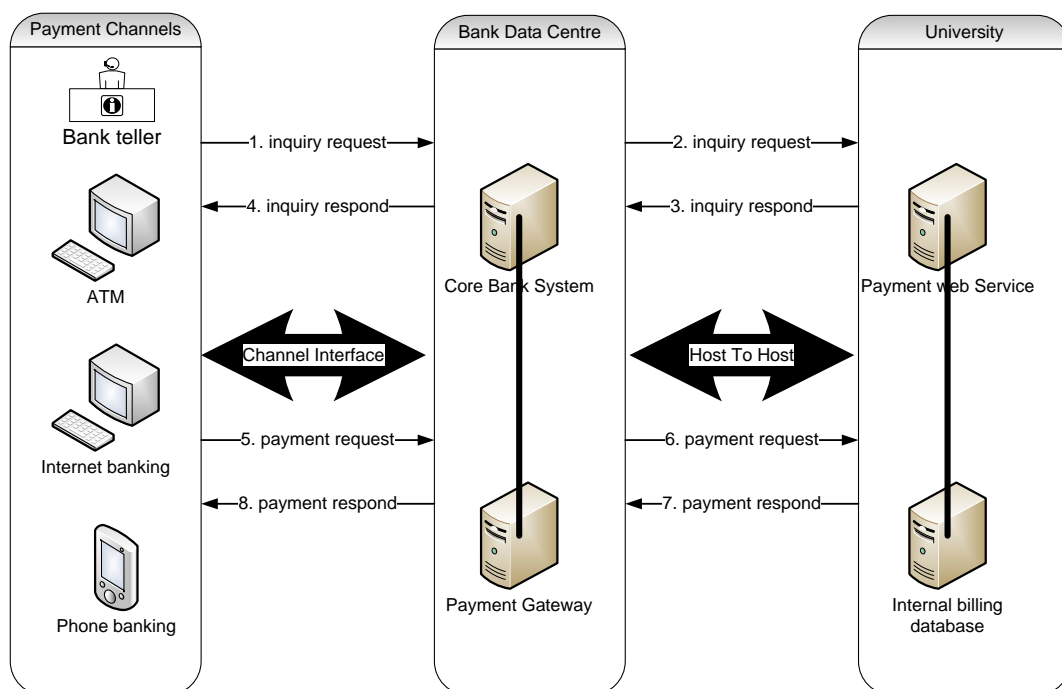 Payment Channels
Bank Data Centre
University
Bank teller
1. inquiry request
2. inquiry request
4. inquiry respond
3. inquiry respond
ATM
Core Bank System
Payment web Service
Channel Interface
Host To Host
5. payment request
6. payment request
Internet banking
8. payment respond
7. payment respond
Payment Gateway
Internal billing
database
Phone banking